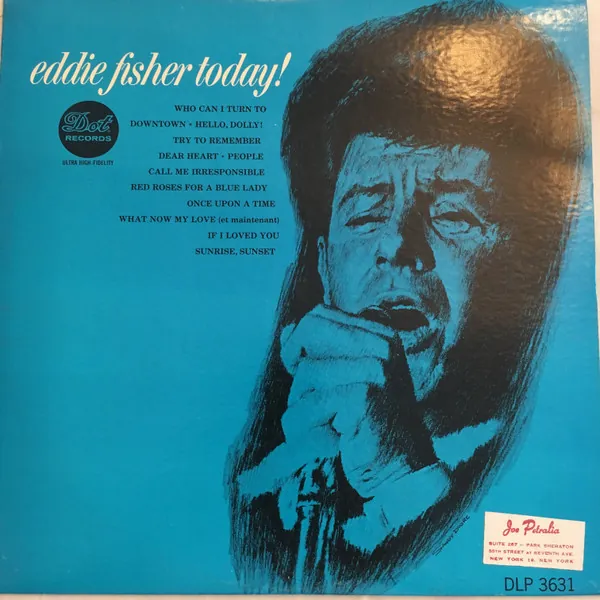 eddie fisher today!
Dot
RECORDS
ULTRA HIGH FIDELITY
WHO CAN I TURN TO
DOWNTOWN • HELLO, DOLLY!
TRY TO REMEMBER
DEAR HEART • PEOPLE
CALL ME IRRESPONSIBLE
RED ROSES FOR A BLUE LADY
ONCE UPON A TIME
WHAT NOW MY LOVE (et maintenant)
IF I LOVED YOU
SUNRISE, SUNSET
Joe Petralia
SUITE 267 - PARK SHERATON
55TH STREET at SEVENTH AVE.
NEW YORK 19, NEW YORK
DLP 3631